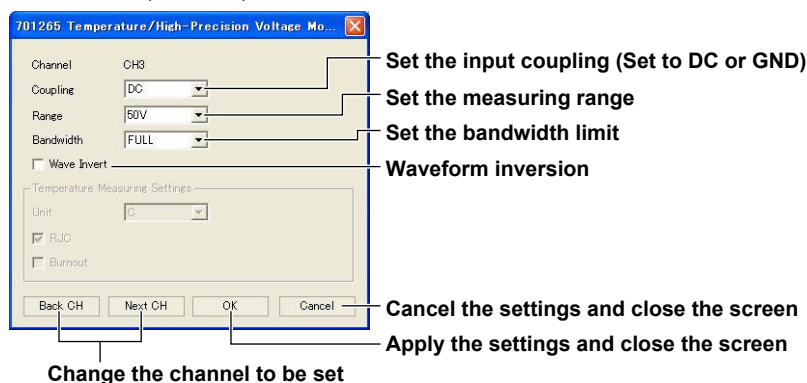 701265 Temperature/High-Precision Voltage Mo...
Channel CH3
Coupling DC
Set the input coupling (Set to DC or GND)
Range 50V
Set the measuring range
Bandwidth FULL
Set the bandwidth limit
Wave Invert
Waveform inversion
Temperature Measuring Settings
Unit C
RJC
Burnout
Back CH Next CH OK Cancel
Cancel the settings and close the screen
Apply the settings and close the screen
Change the channel to be set